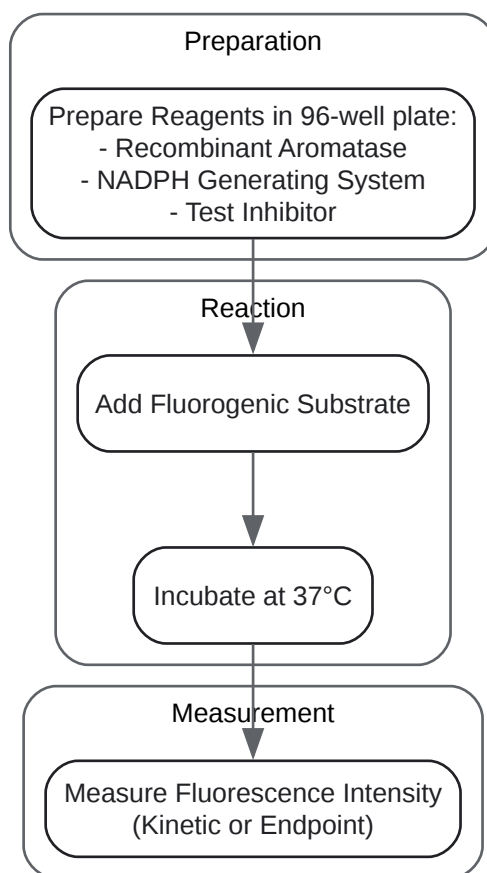 Preparation
Prepare Reagents in 96-well plate:
- Recombinant Aromatase
- NADPH Generating System
- Test Inhibitor
Reaction
Add Fluorogenic Substrate
Incubate at 37°C
Measurement
Measure Fluorescence Intensity
(Kinetic or Endpoint)